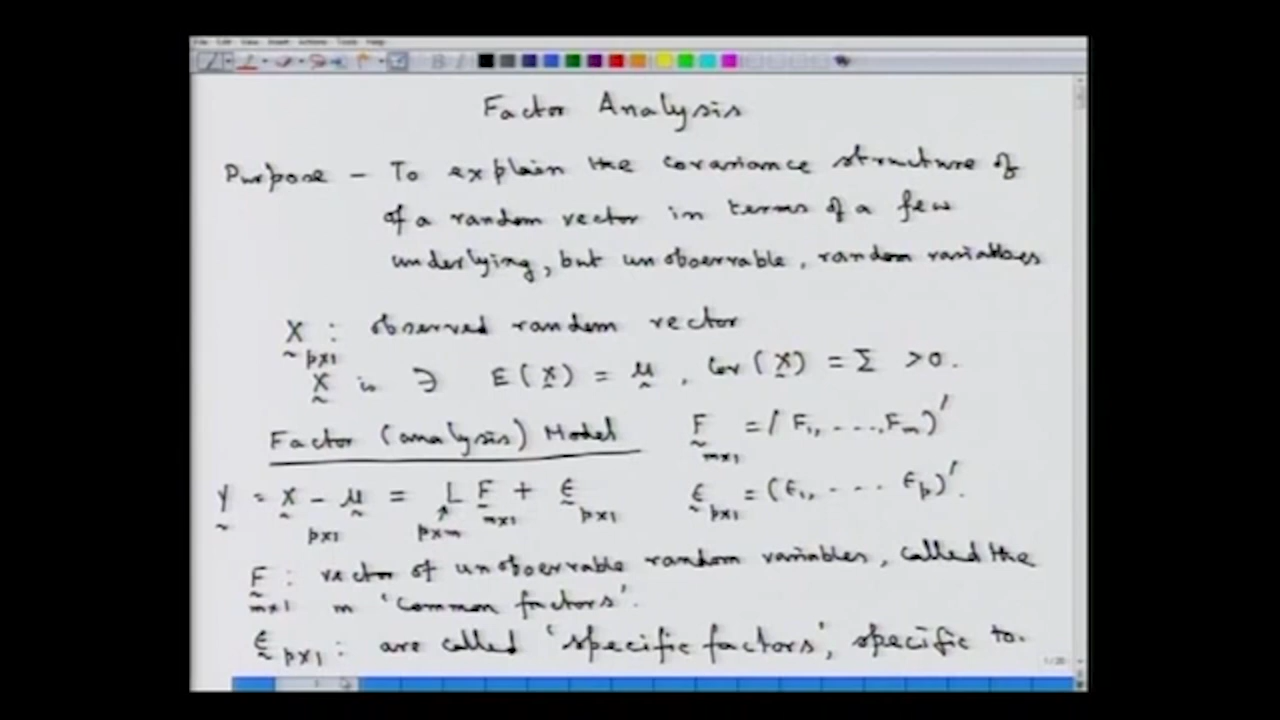 Factor Analysis
Purpose - To explain the covariance structure of
of a random vector in terms of a few
underlying, but unobservable, random variables
X̰ p×1 : observed random vector
X̰ is ∋ E(X̰) = μ̰, Cov(X̰) = Σ > 0.
Factor (analysis) Model F̰ m×1 = (F₁, ...., Fₘ)'
Y̰ = X̰ - μ̰ p×1 = L p×m F̰ m×1 + ϵ̰ p×1 ϵ̰ p×1 = (ϵ₁, .... ϵₚ)'.
F̰ m×1 : vector of unobservable random variables, called the
m 'common factors'.
ϵ̰ p×1 : are called 'specific factors', specific to.